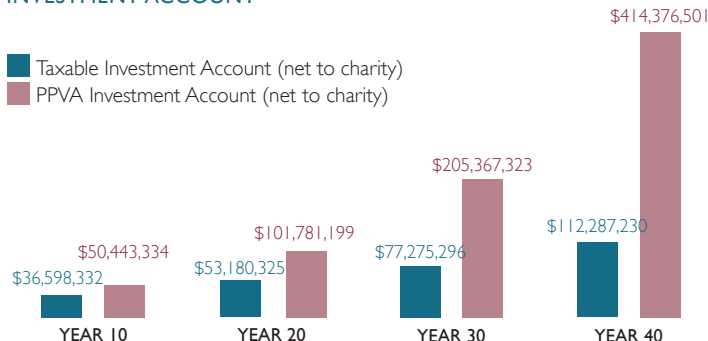 INVESTMENT ACCOUNT
Taxable Investment Account (net to charity)
PPVA Investment Account (net to charity)
$36,598,332
$50,443,334
$53,180,325
$101,781,199
$77,275,296
$205,367,323
$112,287,230
$414,376,501
YEAR 10
YEAR 20
YEAR 30
YEAR 40